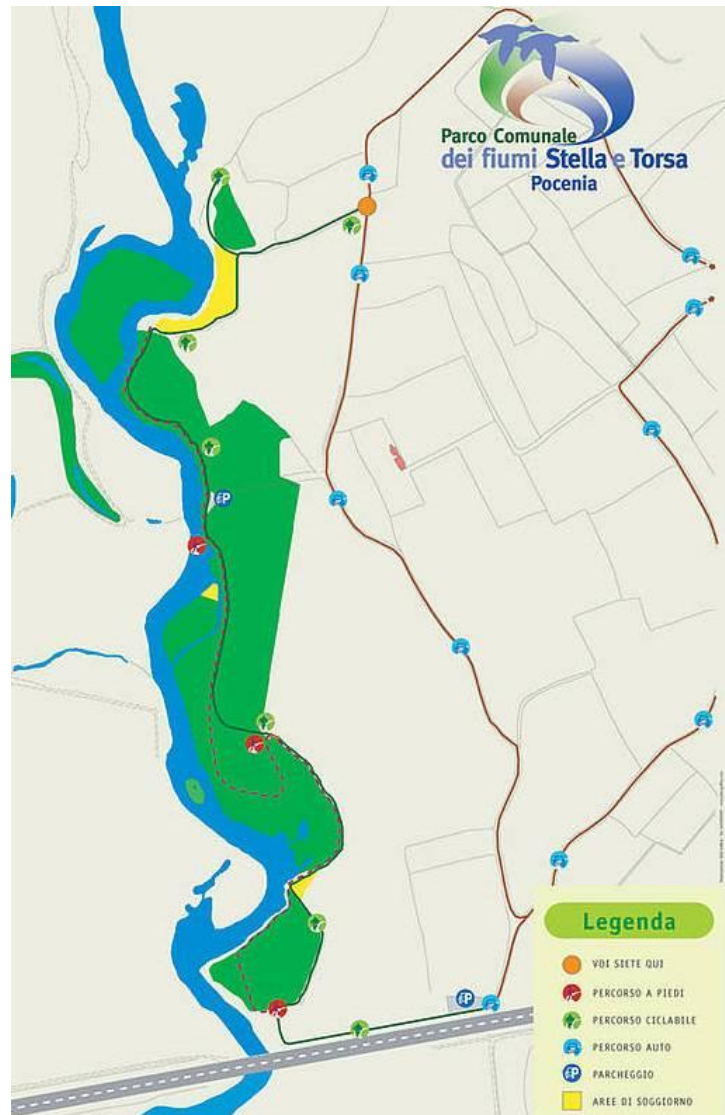 Parco Comunale
dei fiumi Stella e Torsa
Pocenia
P
P
Legenda
VOI SIETE QUI
PERCORSO A PIEDI
PERCORSO CICLABILE
PERCORSO AUTO
P PARCHEGGIO
AREE DI SOGGIORNO